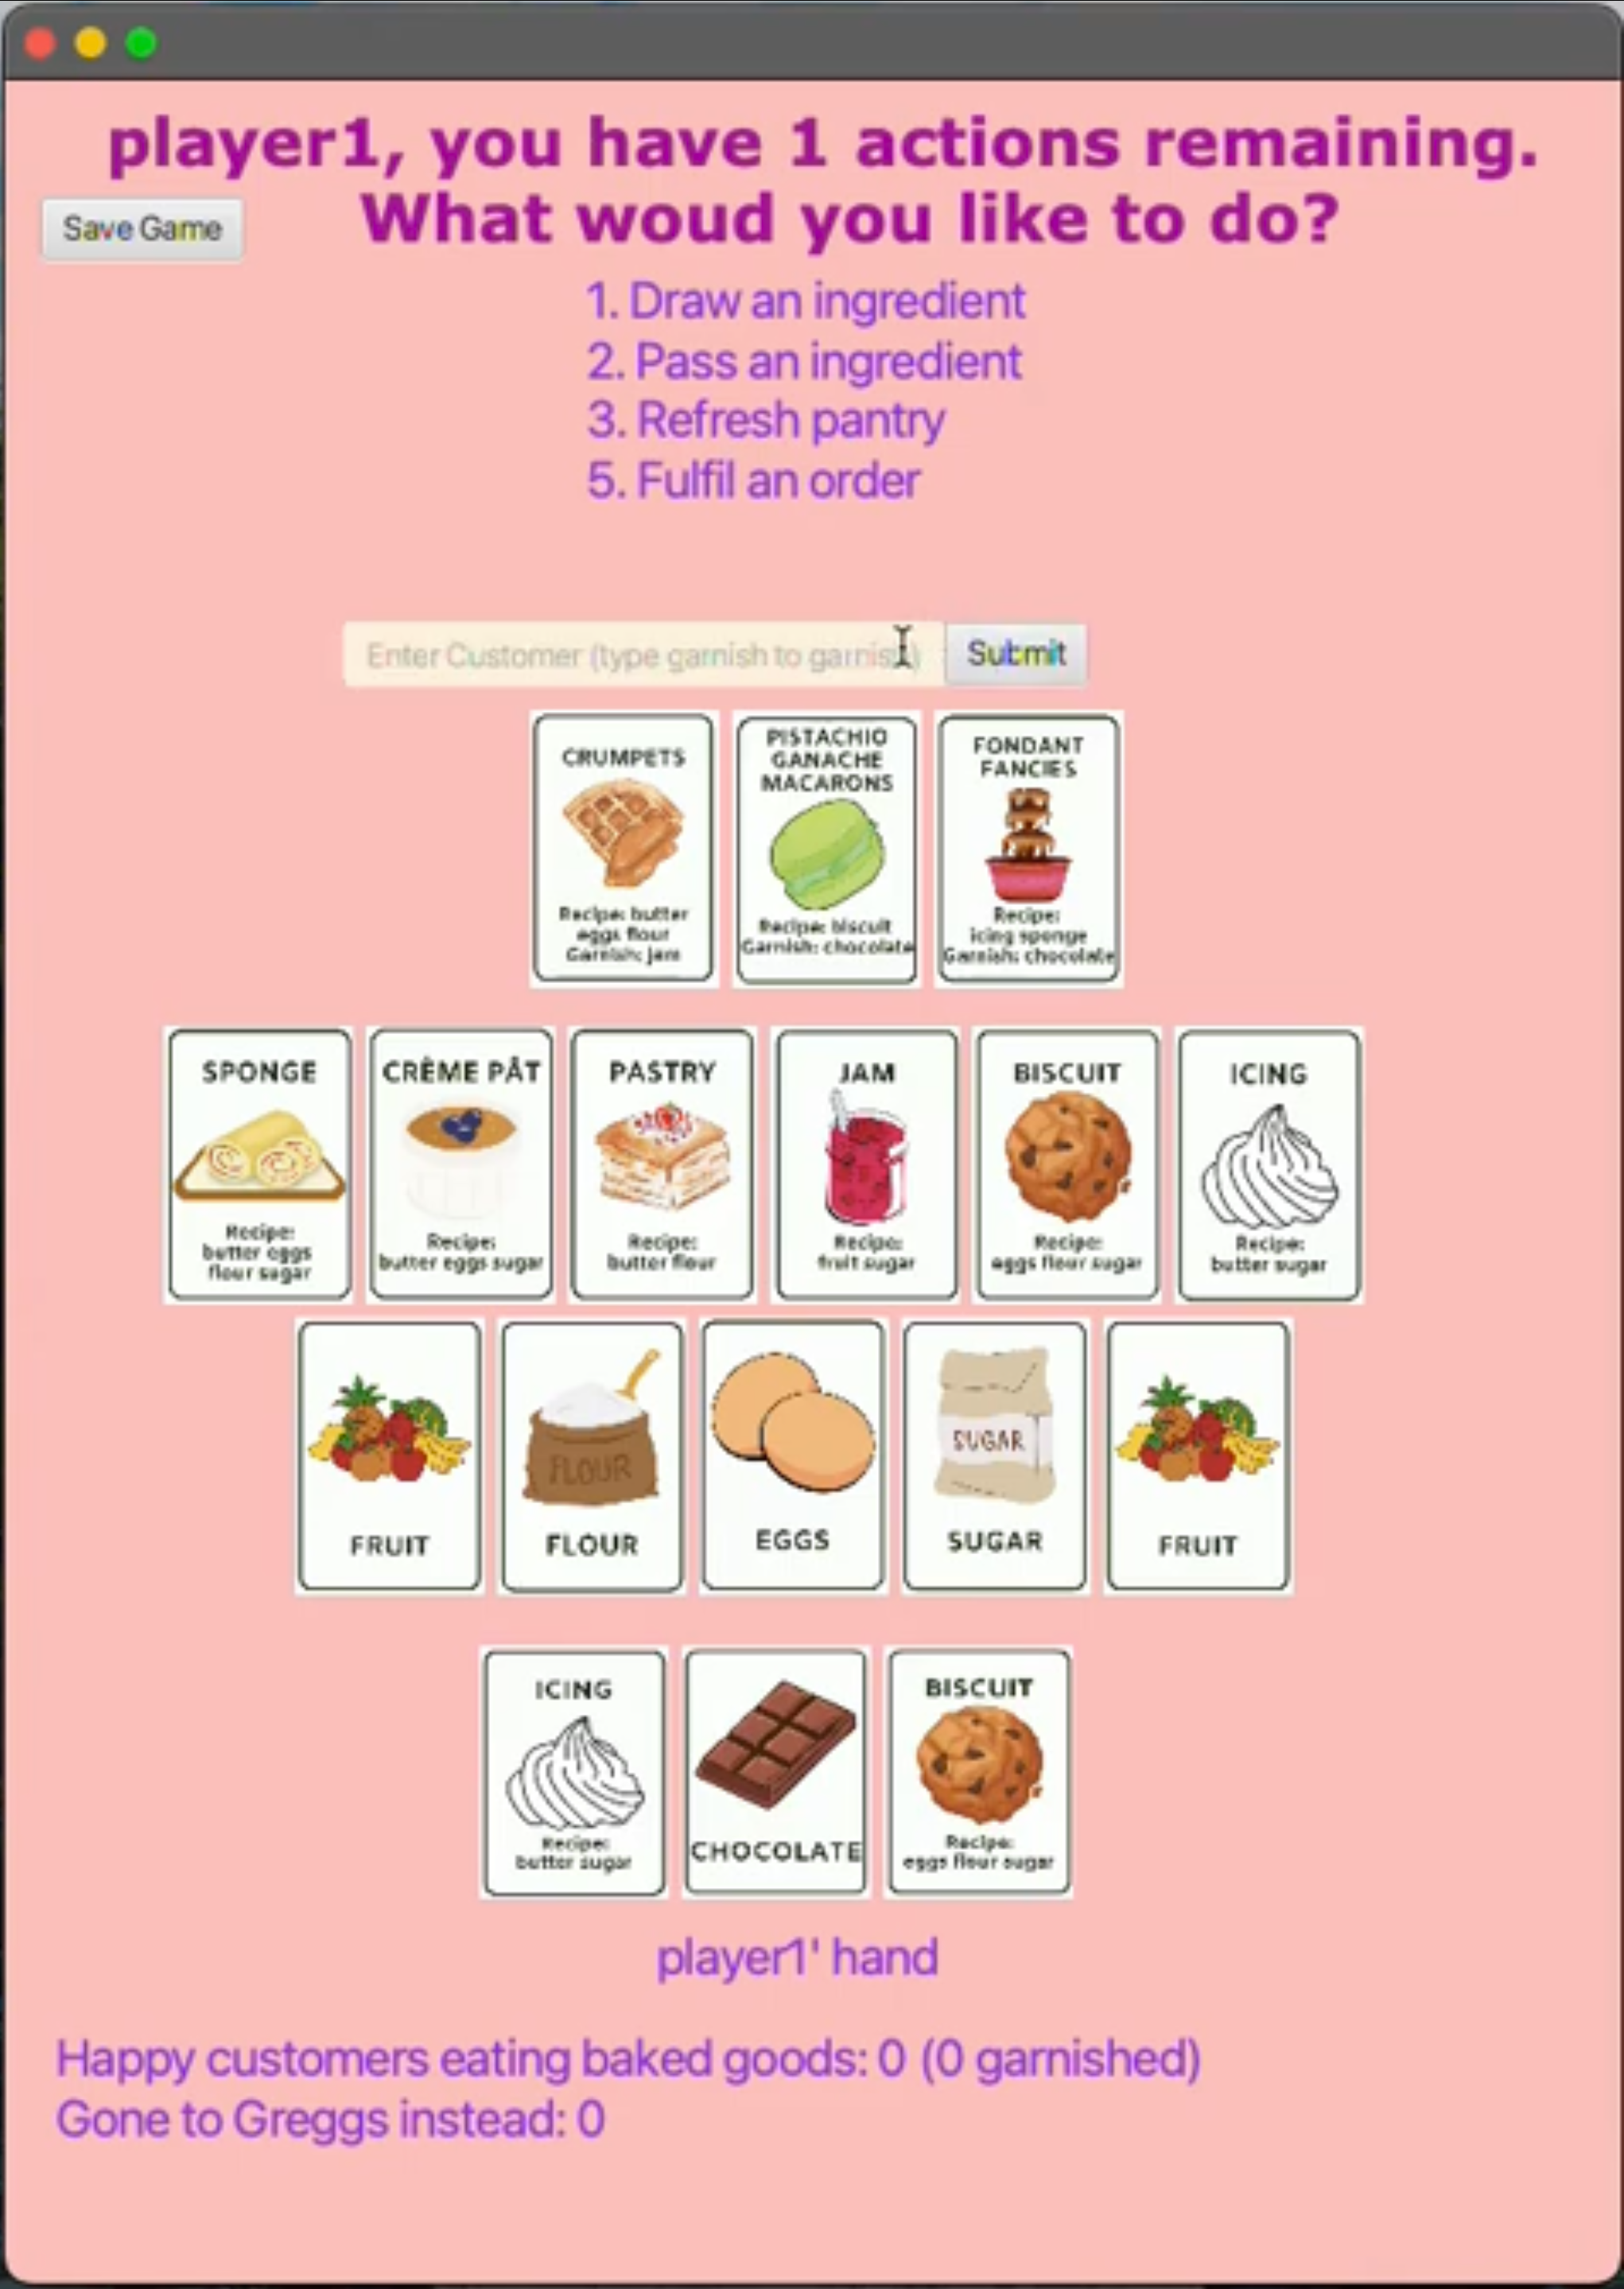 player1, you have 1 actions remaining.
What woud you like to do?
Save Game
1. Draw an ingredient
2. Pass an ingredient
3. Refresh pantry
5. Fulfil an order
Enter Customer (type garnish to garnish)
Submit
CRUMPETS
Recipe: butter
eggs flour
Garnish: jam
PISTACHIO
GANACHE
MACARONS
Recipe: biscuit
Garnish: chocolate
FONDANT
FANCIES
Recipe:
icing sponge
Garnish: chocolate
SPONGE
Recipe:
butter eggs
flour sugar
CRÈME PÂT
Recipe:
butter eggs sugar
PASTRY
Recipe:
butter flour
JAM
Recipe:
fruit sugar
BISCUIT
Recipe:
eggs flour sugar
ICING
Recipe:
butter sugar
FRUIT
FLOUR
FLOUR
EGGS
SUGAR
SUGAR
FRUIT
ICING
Recipe:
butter sugar
CHOCOLATE
BISCUIT
Recipe:
eggs flour sugar
player1' hand
Happy customers eating baked goods: 0 (0 garnished)
Gone to Greggs instead: 0